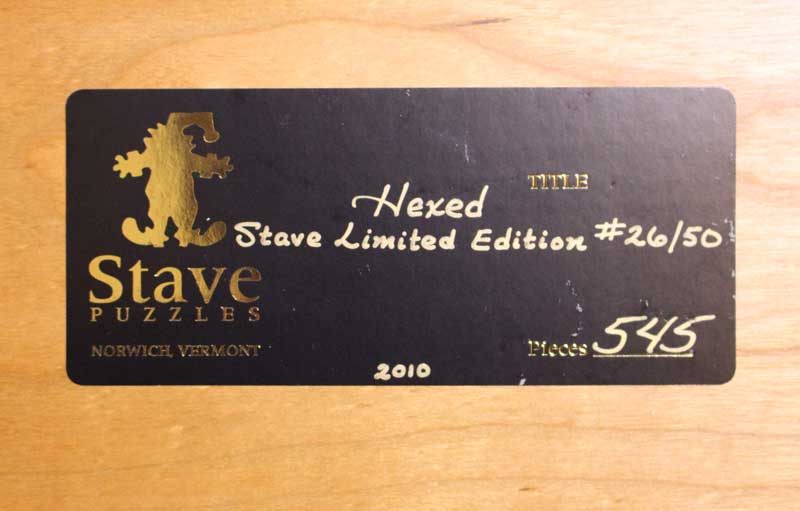 TITLE
Hexed
Stave Limited Edition #26/50
Stave
PUZZLES
NORWICH, VERMONT
Pieces 545
2010